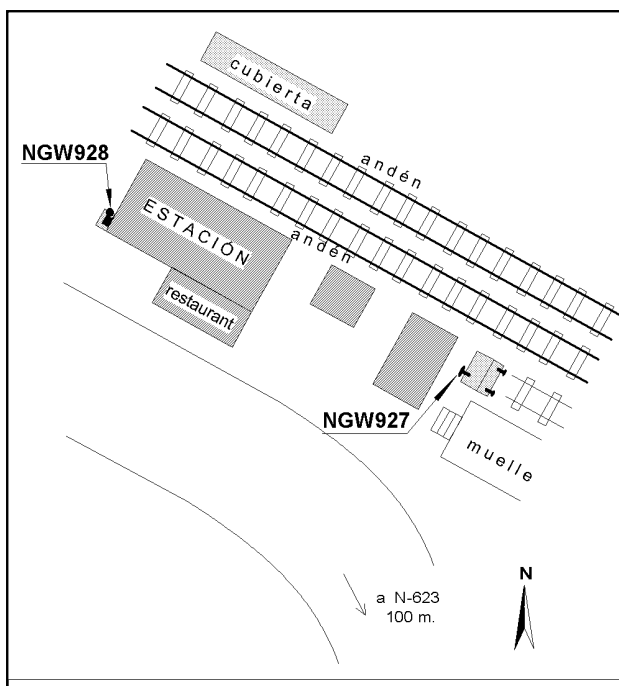 cubierta
andén
NGW928
ESTACIÓN
andén
restaurant
NGW927
muelle
N
a N-623
100 m.